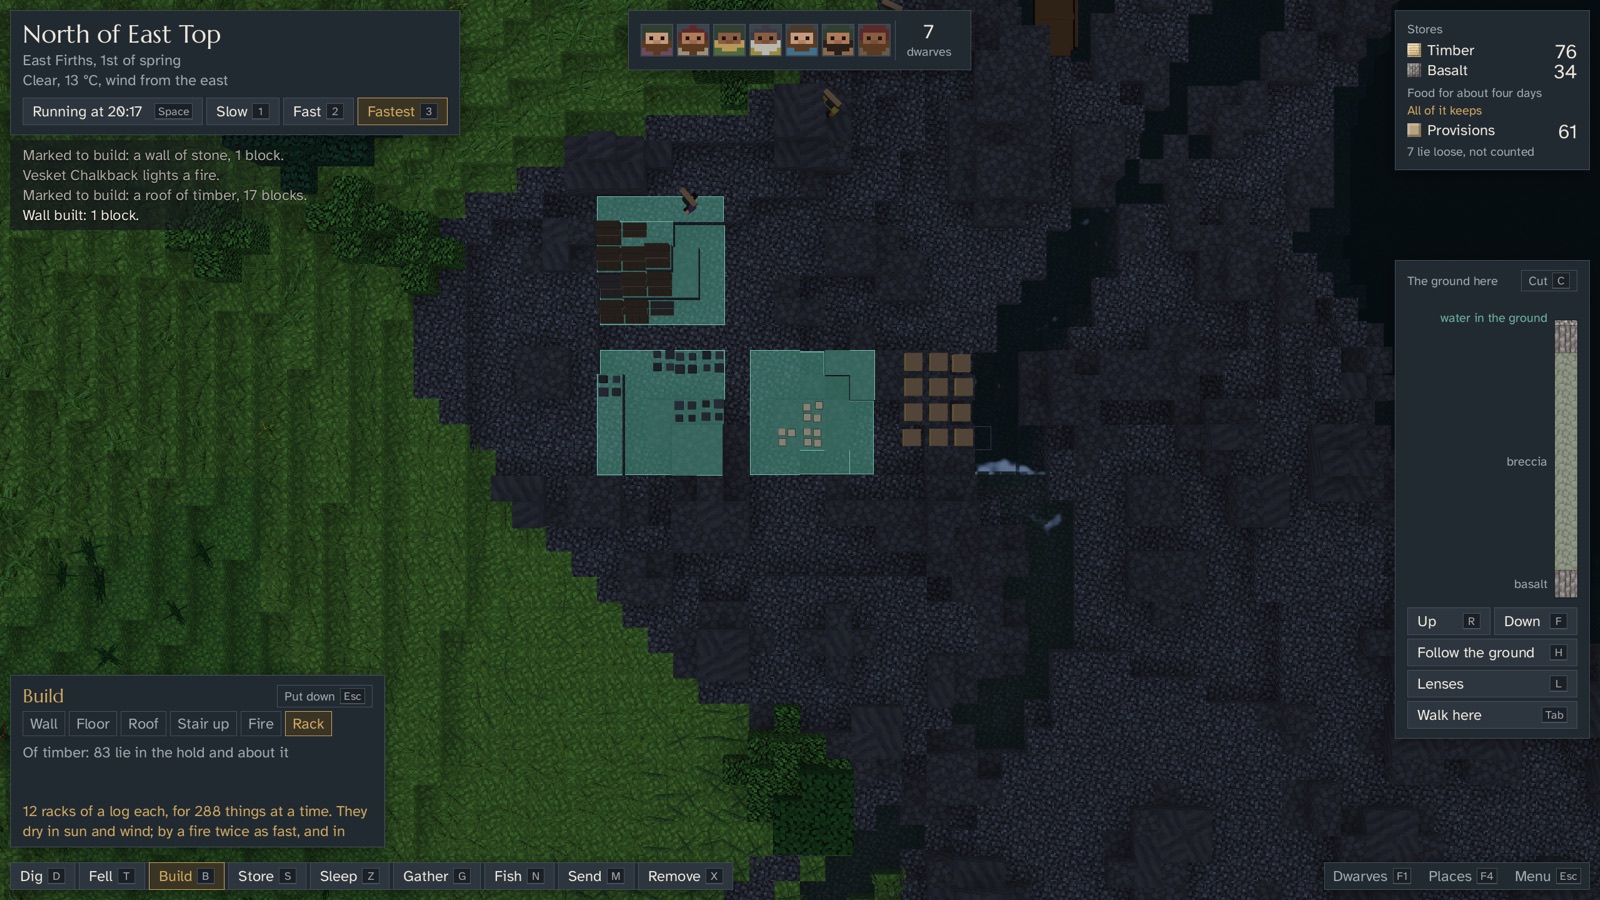 North of East Top
East Firths, 1st of spring
Clear, 13 °C, wind from the east
Running at 20:17 Space Slow 1 Fast 2 Fastest 3
Marked to build: a wall of stone, 1 block.
Vesket Chalkback lights a fire.
Marked to build: a roof of timber, 17 blocks.
Wall built: 1 block.
7
dwarves
Stores
Timber 76
Basalt 34
Food for about four days
All of it keeps
Provisions 61
7 lie loose, not counted
The ground here Cut C
water in the ground
breccia
basalt
Up R Down F
Follow the ground H
Lenses L
Walk here Tab
Build Put down Esc
Wall Floor Roof Stair up Fire Rack
Of timber: 83 lie in the hold and about it
12 racks of a log each, for 288 things at a time. They
dry in sun and wind; by a fire twice as fast, and in
Dig D Fell T Build B Store S Sleep Z Gather G Fish N Send M Remove X
Dwarves F1 Places F4 Menu Esc